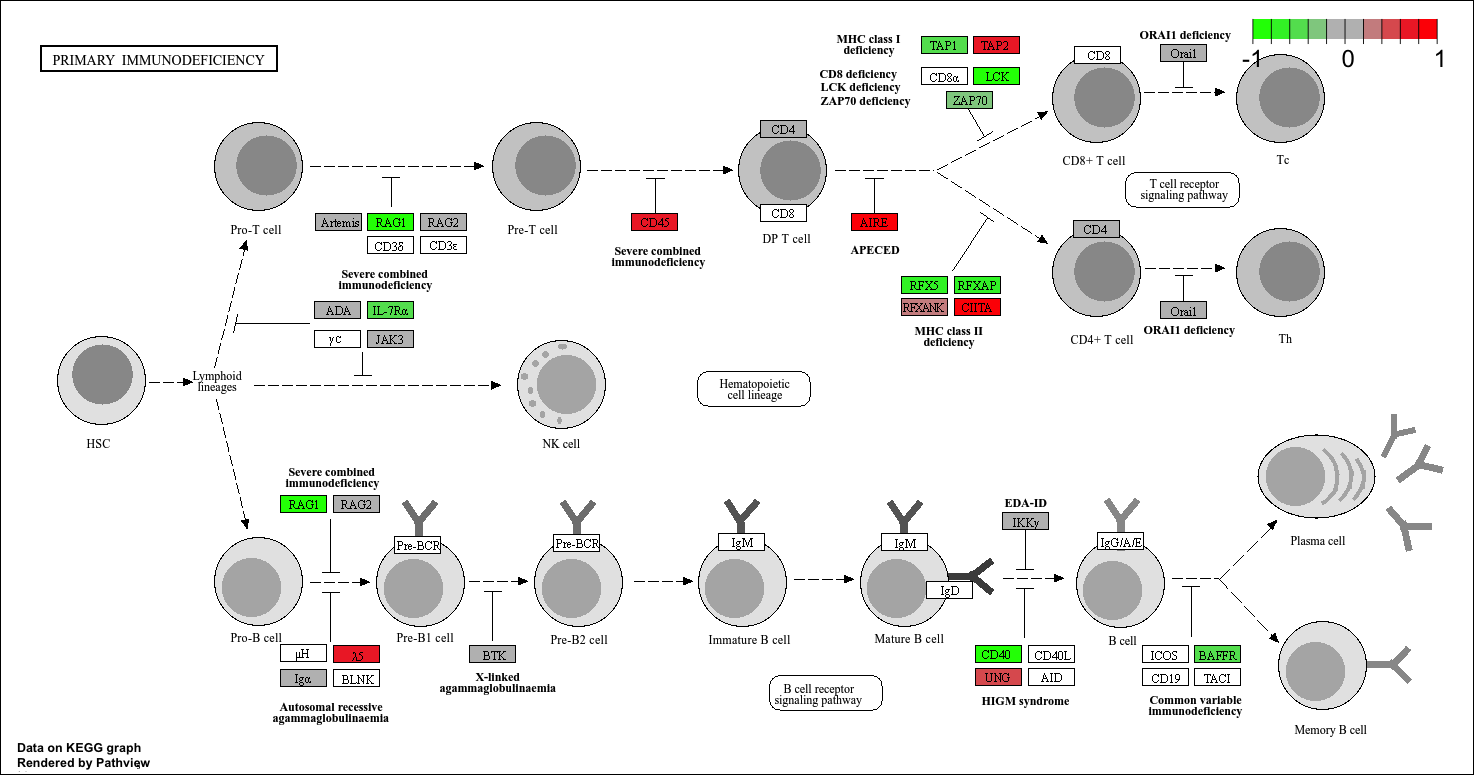 PRIMARY IMMUNODEFICIENCY
MHC class I
deficiency
TAP1
TAP2
CD8 deficiency
LCK deficiency
ZAP70 deficiency
CD8α
LCK
ZAP70
CD8
ORAI1 deficiency
Orai1
-1
0
1
CD8+ T cell
Tc
T cell receptor
signaling pathway
Pro-T cell
Artemis
RAG1
RAG2
CD3δ
CD3ε
Severe combined
immunodeficiency
Pre-T cell
CD45
Severe combined
immunodeficiency
CD4
CD8
DP T cell
AIRE
APECED
RFX5
RFXAP
RFXANK
CIITA
MHC class II
deficiency
CD4
CD4+ T cell
Orai1
ORAI1 deficiency
Th
ADA
IL-7Rα
γc
JAK3
HSC
Lymphoid
lineages
NK cell
Hematopoietic
cell lineage
Severe combined
immunodeficiency
RAG1
RAG2
Pro-B cell
μH
λ5
Igα
BLNK
Autosomal recessive
agammaglobulinaemia
Pre-BCR
Pre-B1 cell
BTK
X-linked
agammaglobulinaemia
Pre-BCR
Pre-B2 cell
IgM
Immature B cell
IgM
IgD
Mature B cell
B cell receptor
signaling pathway
EDA-ID
IKKγ
CD40
CD40L
UNG
AID
HIGM syndrome
IgG/A/E
B cell
ICOS
BAFFR
CD19
TACI
Common variable
immunodeficiency
Plasma cell
Memory B cell
Data on KEGG graph
Rendered by Pathview